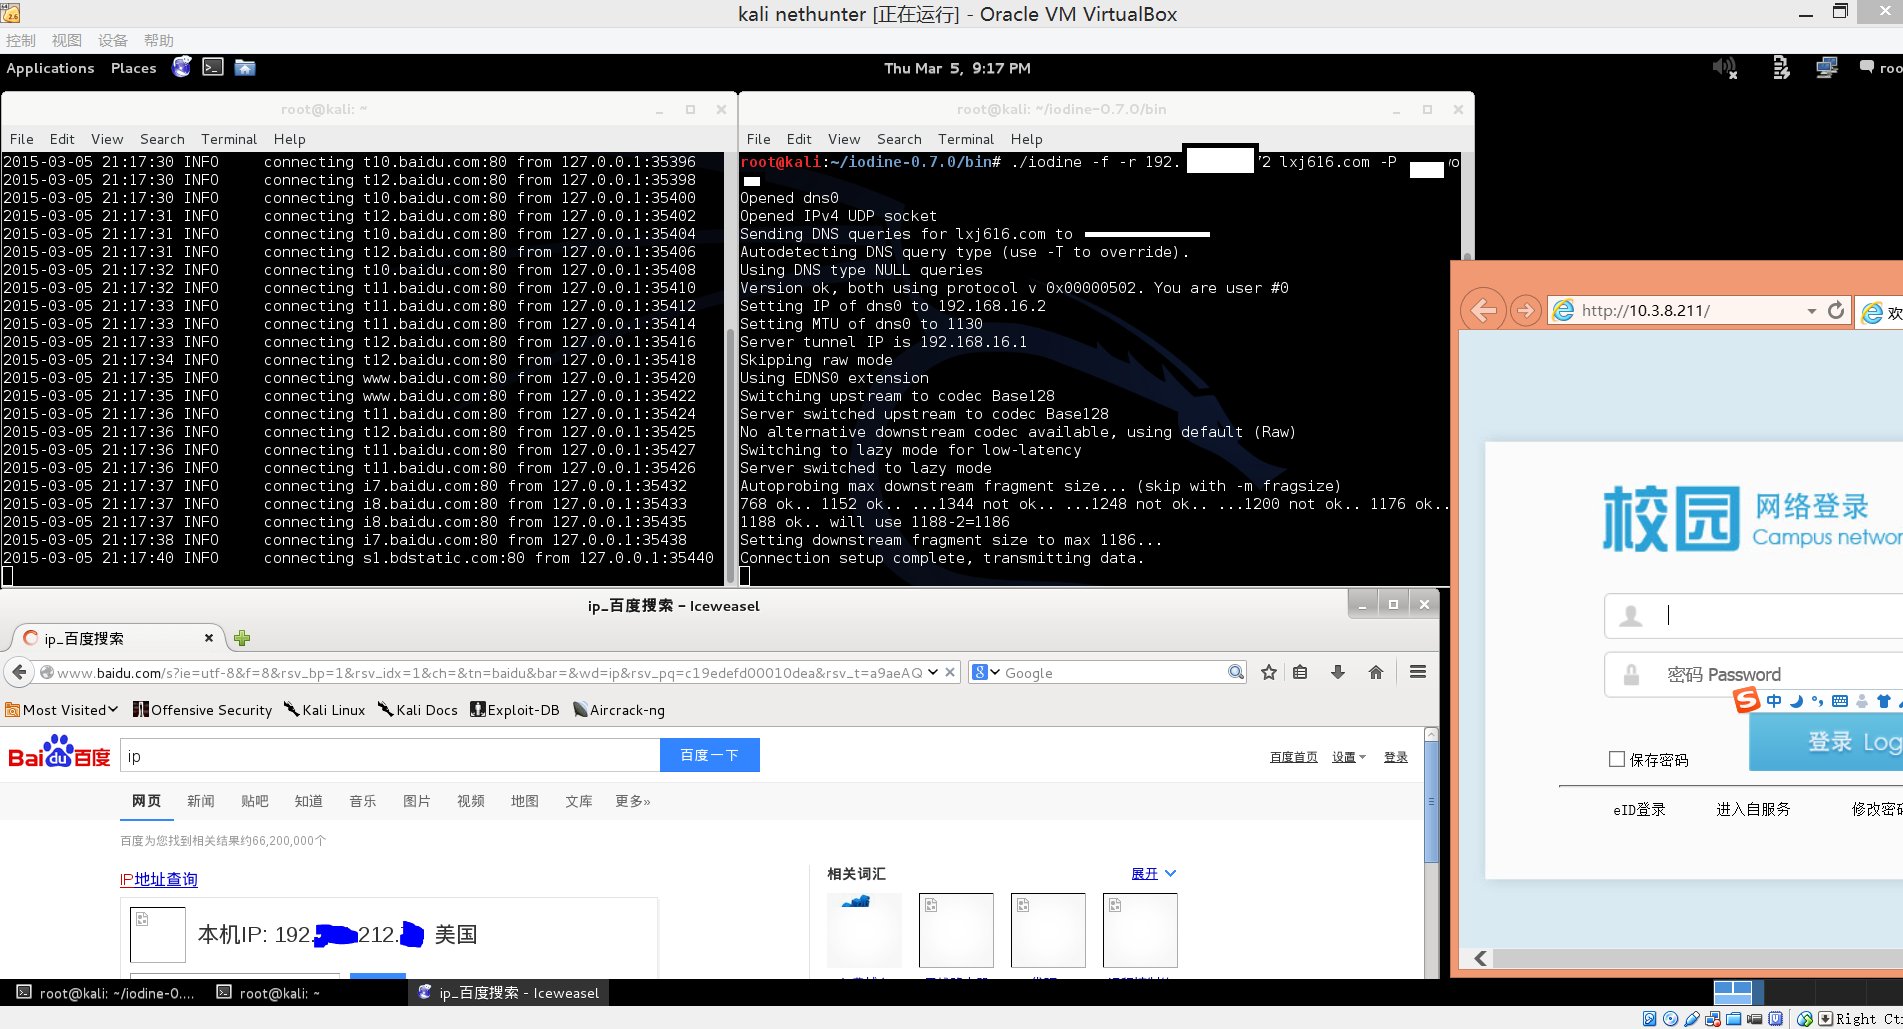 kali nethunter [正在运行] - Oracle VM VirtualBox
控制 视图 设备 帮助
Applications Places
Thu Mar 5, 9:17 PM
root@kali: ~
File Edit View Search Terminal Help
2015-03-05 21:17:30 INFO connecting t10.baidu.com:80 from 127.0.0.1:35396
2015-03-05 21:17:30 INFO connecting t12.baidu.com:80 from 127.0.0.1:35398
2015-03-05 21:17:30 INFO connecting t10.baidu.com:80 from 127.0.0.1:35400
2015-03-05 21:17:31 INFO connecting t12.baidu.com:80 from 127.0.0.1:35402
2015-03-05 21:17:31 INFO connecting t10.baidu.com:80 from 127.0.0.1:35404
2015-03-05 21:17:31 INFO connecting t12.baidu.com:80 from 127.0.0.1:35406
2015-03-05 21:17:32 INFO connecting t10.baidu.com:80 from 127.0.0.1:35408
2015-03-05 21:17:32 INFO connecting t11.baidu.com:80 from 127.0.0.1:35410
2015-03-05 21:17:33 INFO connecting t11.baidu.com:80 from 127.0.0.1:35412
2015-03-05 21:17:33 INFO connecting t11.baidu.com:80 from 127.0.0.1:35414
2015-03-05 21:17:33 INFO connecting t12.baidu.com:80 from 127.0.0.1:35416
2015-03-05 21:17:34 INFO connecting t12.baidu.com:80 from 127.0.0.1:35418
2015-03-05 21:17:35 INFO connecting www.baidu.com:80 from 127.0.0.1:35420
2015-03-05 21:17:35 INFO connecting www.baidu.com:80 from 127.0.0.1:35422
2015-03-05 21:17:36 INFO connecting t11.baidu.com:80 from 127.0.0.1:35424
2015-03-05 21:17:36 INFO connecting t12.baidu.com:80 from 127.0.0.1:35425
2015-03-05 21:17:36 INFO connecting t11.baidu.com:80 from 127.0.0.1:35427
2015-03-05 21:17:36 INFO connecting t11.baidu.com:80 from 127.0.0.1:35426
2015-03-05 21:17:37 INFO connecting i7.baidu.com:80 from 127.0.0.1:35432
2015-03-05 21:17:37 INFO connecting i8.baidu.com:80 from 127.0.0.1:35433
2015-03-05 21:17:37 INFO connecting i8.baidu.com:80 from 127.0.0.1:35435
2015-03-05 21:17:38 INFO connecting i7.baidu.com:80 from 127.0.0.1:35438
2015-03-05 21:17:40 INFO connecting s1.bdstatic.com:80 from 127.0.0.1:35440
root@kali: ~/iodine-0.7.0/bin
File Edit View Search Terminal Help
root@kali:~/iodine-0.7.0/bin# ./iodine -f -r 192. 2 lxj616.com -P
Opened dns0
Opened IPv4 UDP socket
Sending DNS queries for lxj616.com to
Autodetecting DNS query type (use -T to override).
Using DNS type NULL queries
Version ok, both using protocol v 0x00000502. You are user #0
Setting IP of dns0 to 192.168.16.2
Setting MTU of dns0 to 1130
Server tunnel IP is 192.168.16.1
Skipping raw mode
Using EDNS0 extension
Switching upstream to codec Base128
Server switched upstream to codec Base128
No alternative downstream codec available, using default (Raw)
Switching to lazy mode for low-latency
Server switched to lazy mode
Autoprobing max downstream fragment size... (skip with -m fragsize)
768 ok.. 1152 ok.. ...1344 not ok.. ...1248 not ok.. ...1200 not ok.. 1176 ok..
1188 ok.. will use 1188-2=1186
Setting downstream fragment size to max 1186...
Connection setup complete, transmitting data.
http://10.3.8.211/
校园 网络登录
Campus networ
密码 Password
中
登录 Log
保存密码
eID登录 进入自服务 修改密码
ip_百度搜索 - Iceweasel
ip_百度搜索
www.baidu.com/s?ie=utf-8&f=8&rsv_bp=1&rsv_idx=1&ch=&tn=baidu&bar=&wd=ip&rsv_pq=c19edefd00010dea&rsv_t=a9aeAQ
Google
Most Visited Offensive Security Kali Linux Kali Docs Exploit-DB Aircrack-ng
Bai du 百度 ip 百度一下 百度首页 设置 登录
网页 新闻 贴吧 知道 音乐 图片 视频 地图 文库 更多»
百度为您找到相关结果约66,200,000个
IP地址查询
本机IP: 192. 212. 美国
相关词汇 展开
root@kali: ~/iodine-0.... root@kali: ~ ip_百度搜索 - Iceweasel
Right Ct